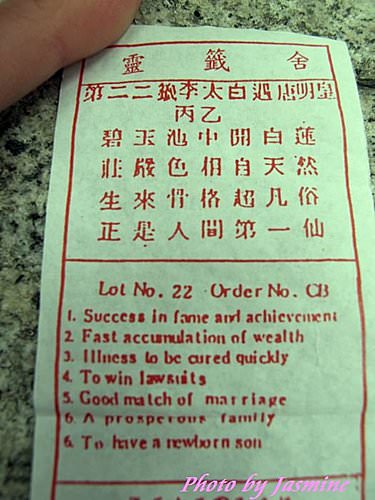 靈籤舍
第二二李太白遇唐明皇
丙乙
碧玉池中開白蓮
莊嚴色相自天然
生來骨格超凡俗
正是人間第一仙
Lot No. 22 Order No. CB
1. Success in fame and achievement
2. Fast accumulation of wealth
3. Illness to be cured quickly
4. To win lawsuits
5. Good match of marriage
6. A prosperous family
6. To have a newborn son
Photo by Jasmine